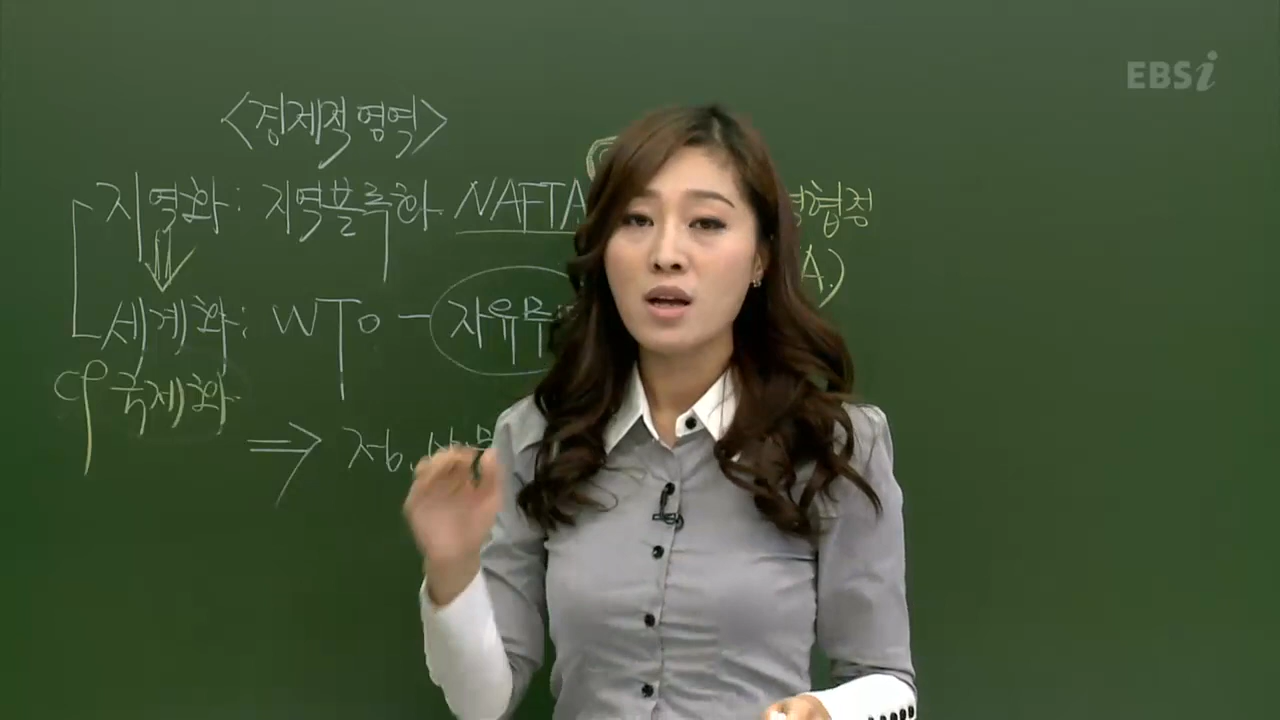 EBSi
<경제적 영역>
지역화: 지역블록화 NAFTA
협정
A.)
세계화: WTO - 자유무
cf 국제화
⇒